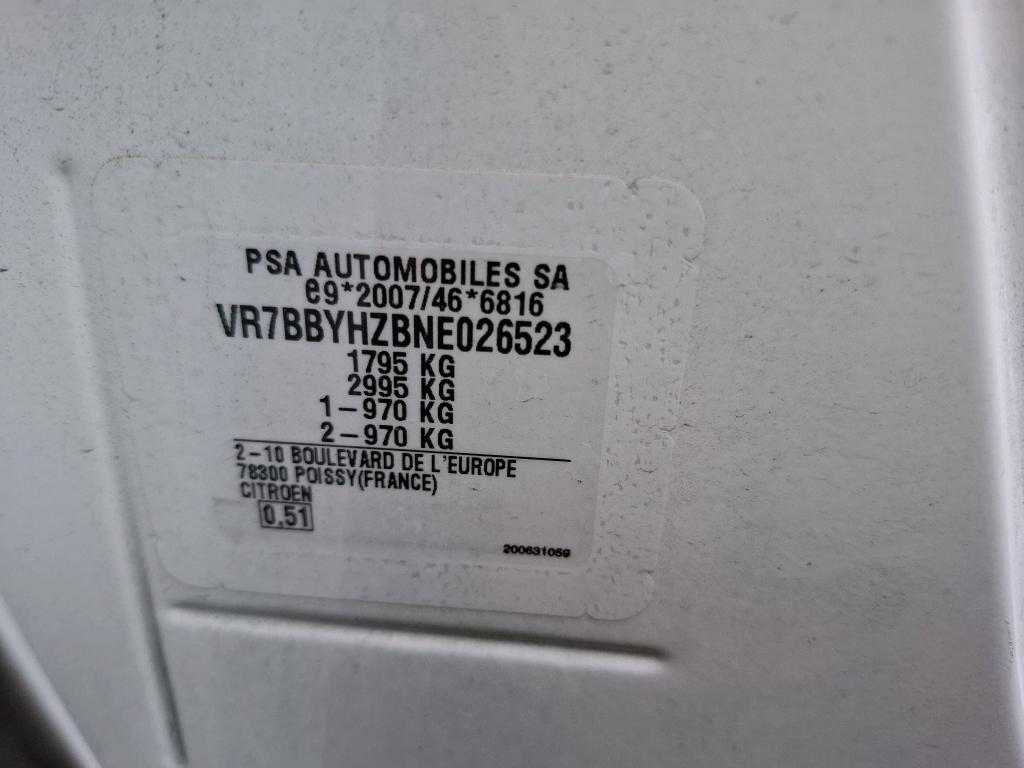 PSA AUTOMOBILES SA
e9*2007/46*6816
VR7BBYHZBNE026523
1795 KG
2995 KG
1-970 KG
2-970 KG
2-10 BOULEVARD DE L'EUROPE
78300 POISSY(FRANCE)
CITROEN
0.51
200631059